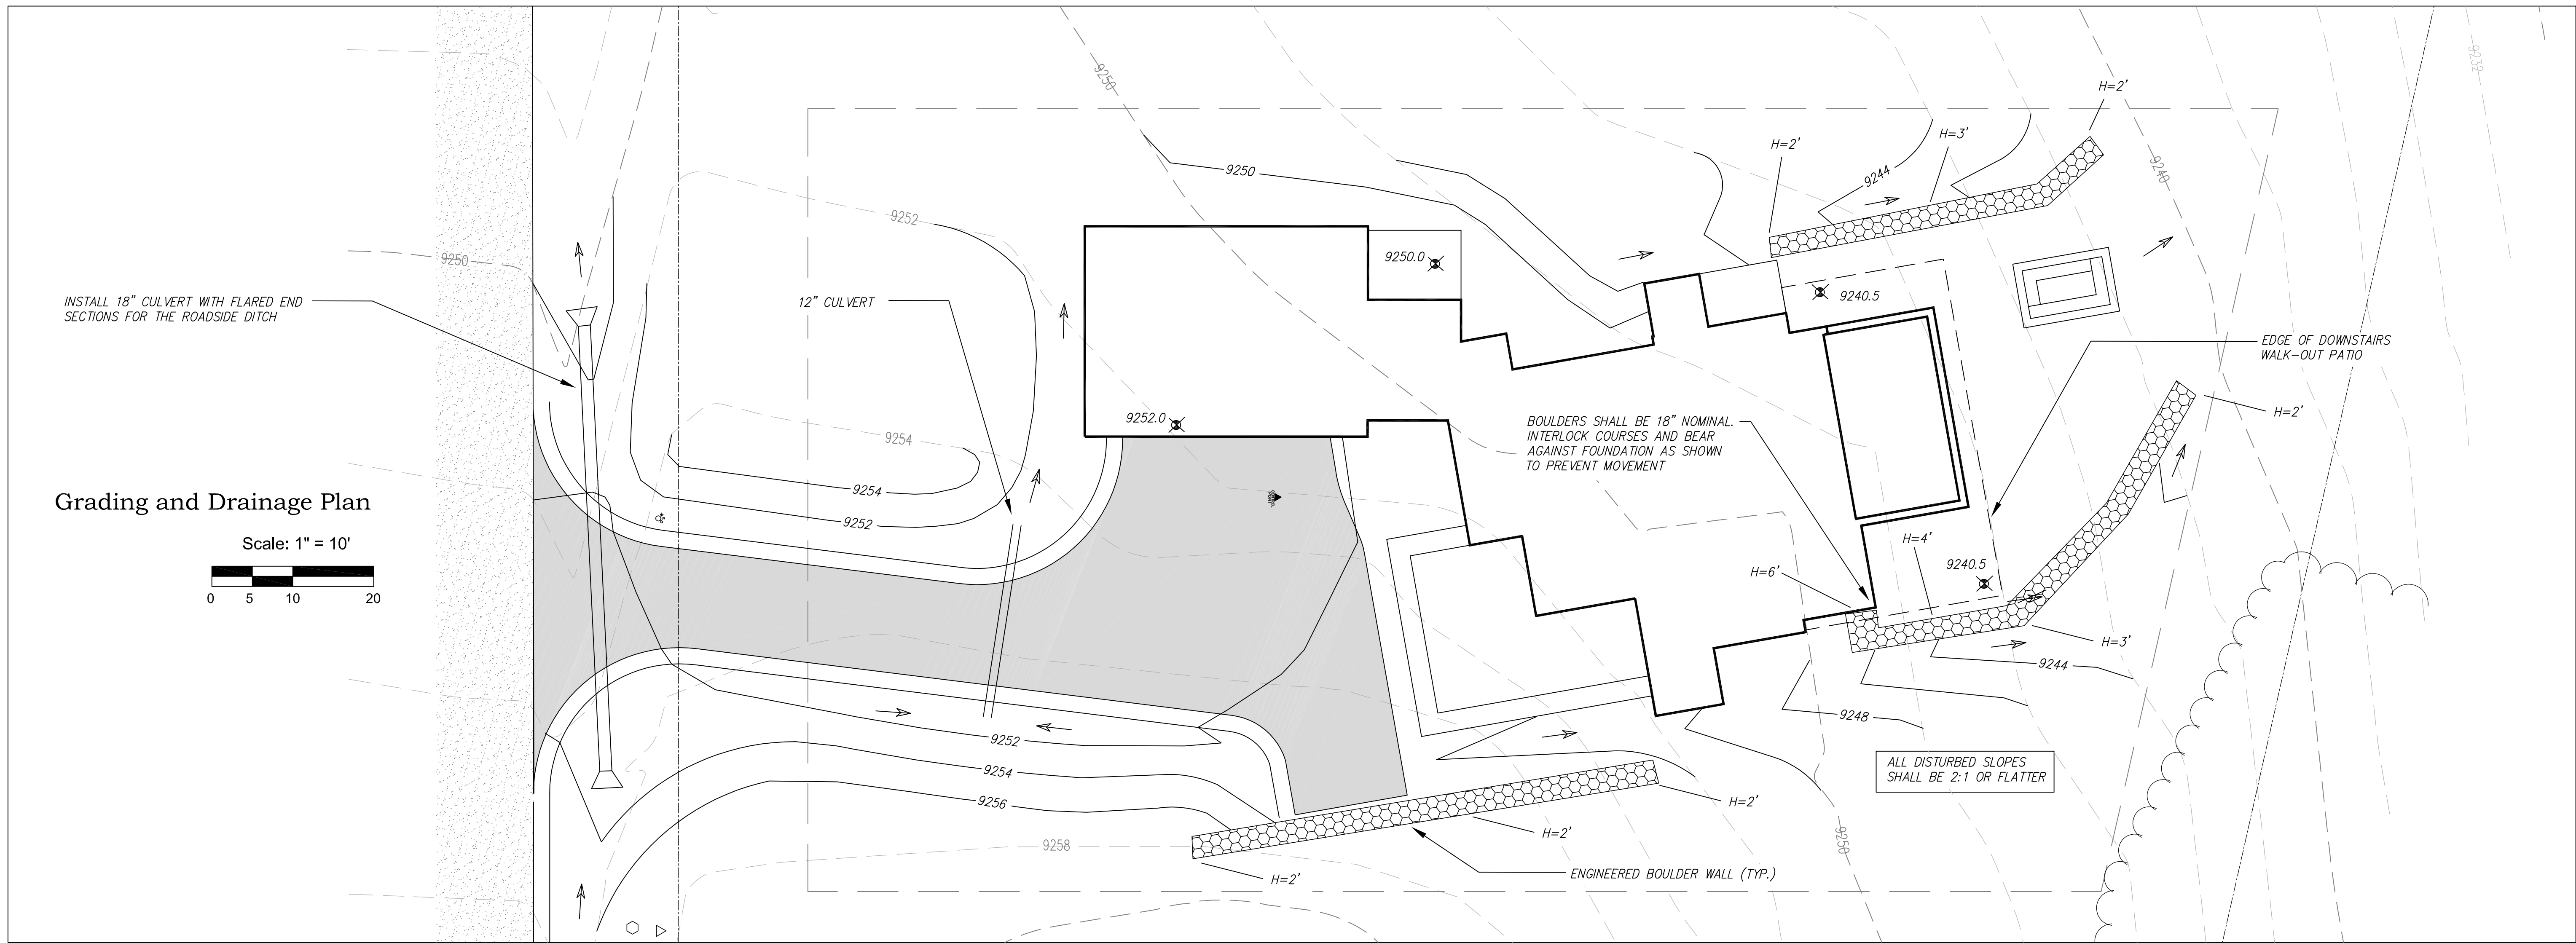 H=2'
9232
9250
H=2'
H=3'
9250
9244
9240
9252
9250
9250.0
9240.5
INSTALL 18" CULVERT WITH FLARED END
SECTIONS FOR THE ROADSIDE DITCH
12" CULVERT
EDGE OF DOWNSTAIRS
WALK-OUT PATIO
9252.0
H=2'
BOULDERS SHALL BE 18" NOMINAL.
INTERLOCK COURSES AND BEAR
AGAINST FOUNDATION AS SHOWN
TO PREVENT MOVEMENT
9254
9254
9252
Grading and Drainage Plan
Scale: 1" = 10'
0 5 10 20
H=4'
9240.5
H=6'
H=3'
9244
9248
9252
9254
9256
ALL DISTURBED SLOPES
SHALL BE 2:1 OR FLATTER
H=2'
H=2'
9258
9250
ENGINEERED BOULDER WALL (TYP.)
H=2'